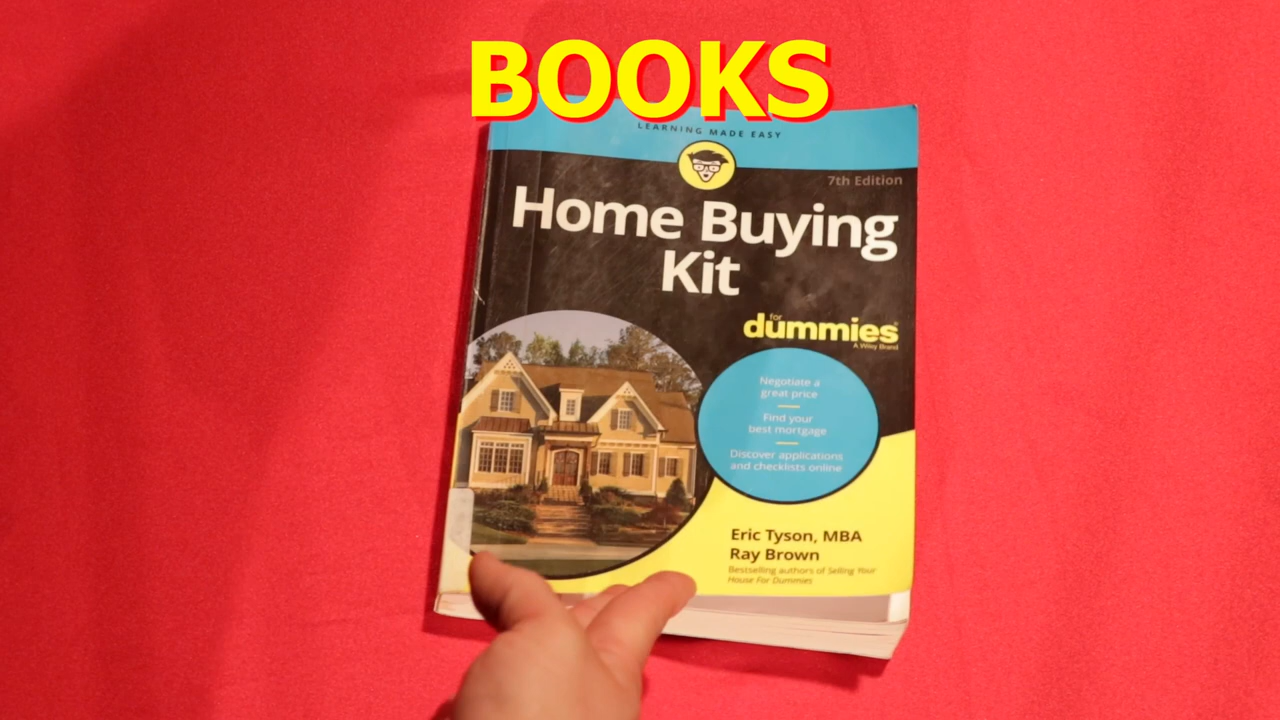 BOOKS
LEARNING MADE EASY
7th Edition
Home Buying
Kit
for
dummies
A Wiley Brand
Negotiate a
great price
Find your
best mortgage
Discover applications
and checklists online
Eric Tyson, MBA
Ray Brown
Bestselling authors of Selling Your
House For Dummies